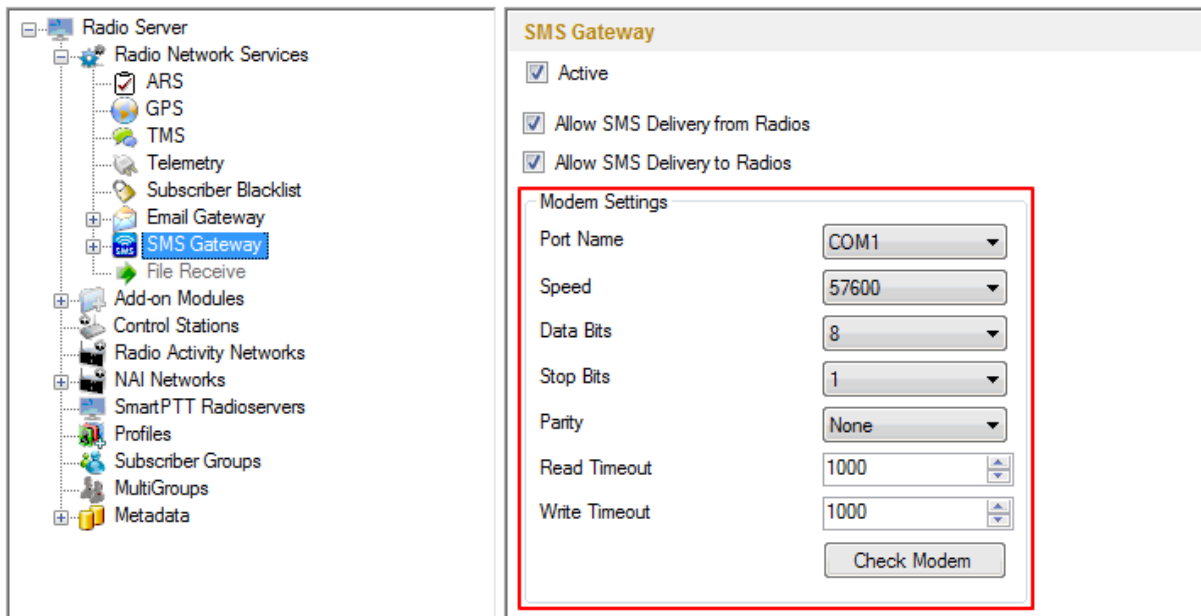 Radio Server
Radio Network Services
ARS
GPS
TMS
Telemetry
Subscriber Blacklist
Email Gateway
SMS Gateway
File Receive
Add-on Modules
Control Stations
Radio Activity Networks
NAI Networks
SmartPTT Radioservers
Profiles
Subscriber Groups
MultiGroups
Metadata
SMS Gateway
Active
Allow SMS Delivery from Radios
Allow SMS Delivery to Radios
Modem Settings
Port Name COM1
Speed 57600
Data Bits 8
Stop Bits 1
Parity None
Read Timeout 1000
Write Timeout 1000
Check Modem